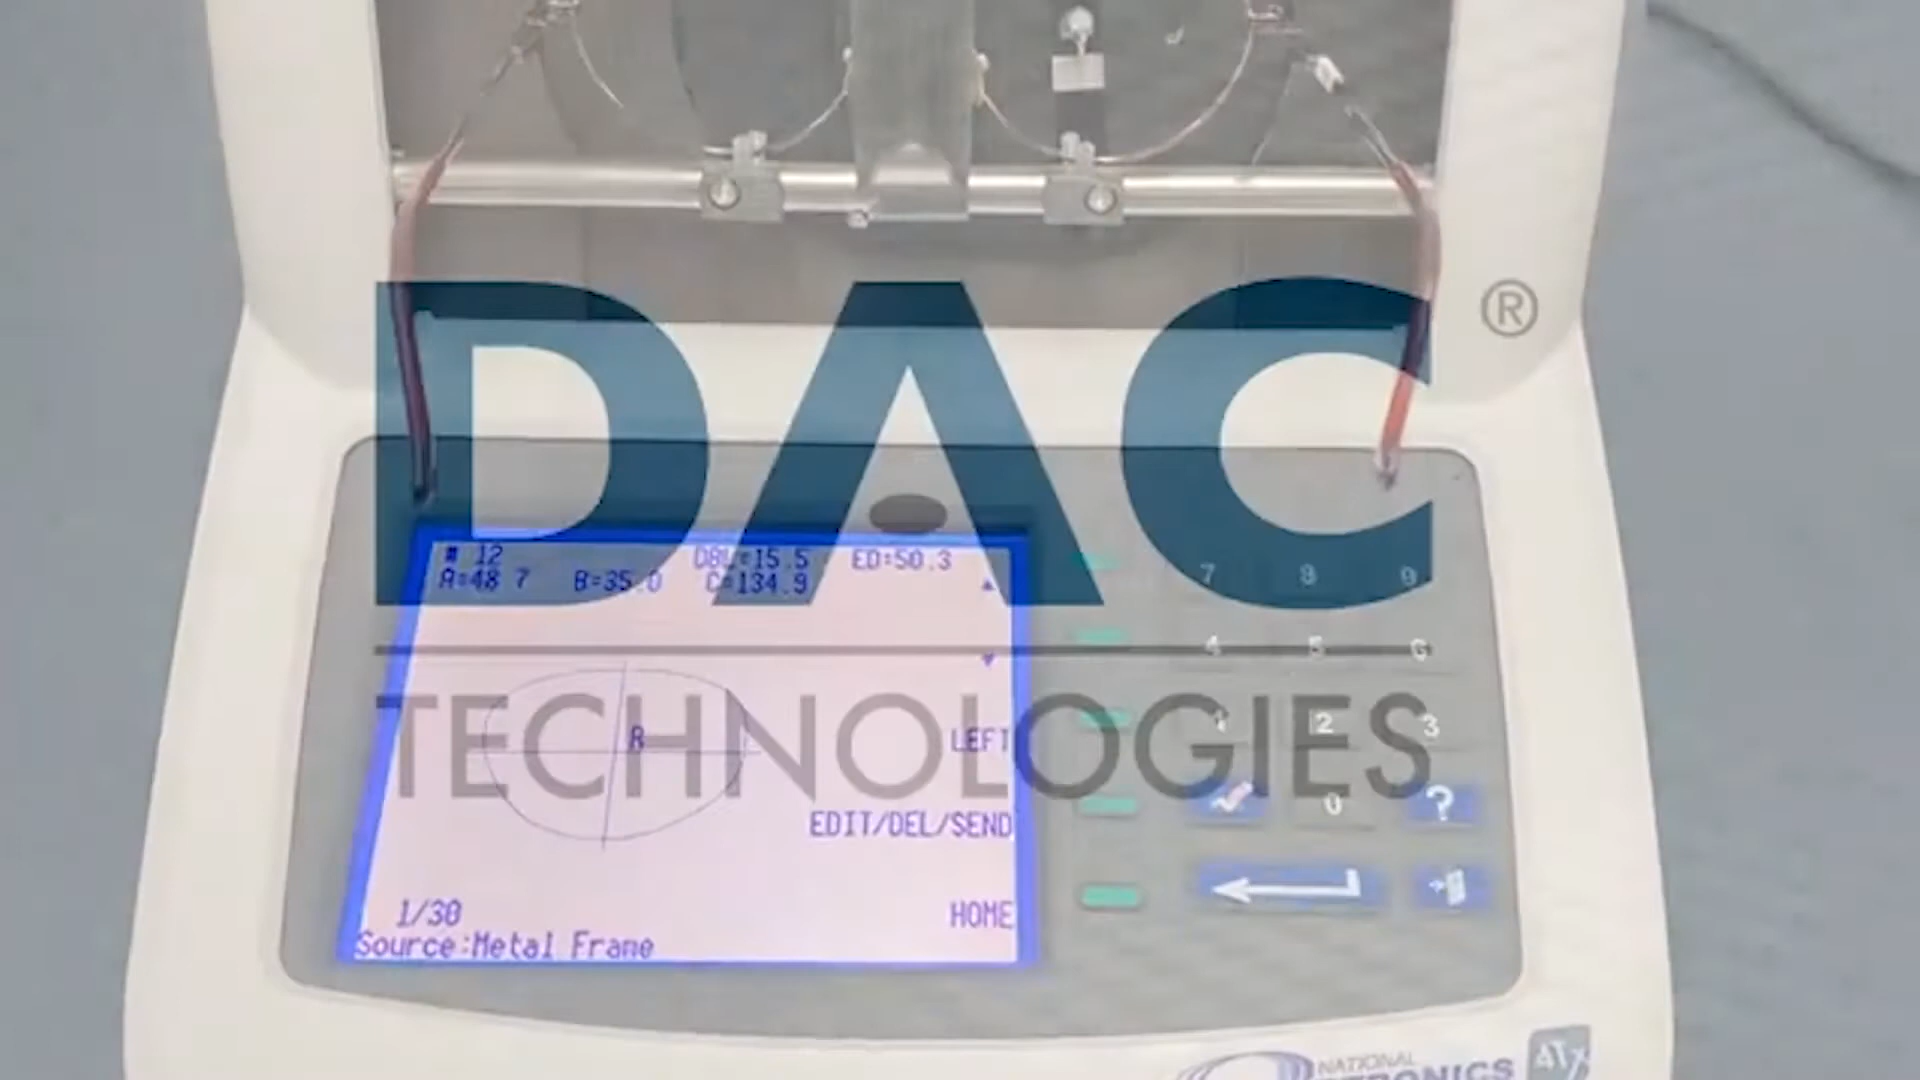 DAC®
TECHNOLOGIES
# 12 DBL=15.5 ED=50.3
A=48 7 B=35.0 C=134.9
R
LEFT
EDIT/DEL/SEND
1/30 HOME
Source:Metal Frame
7 8 9
4 5 6
1 2 3
0 ?
NATIONAL